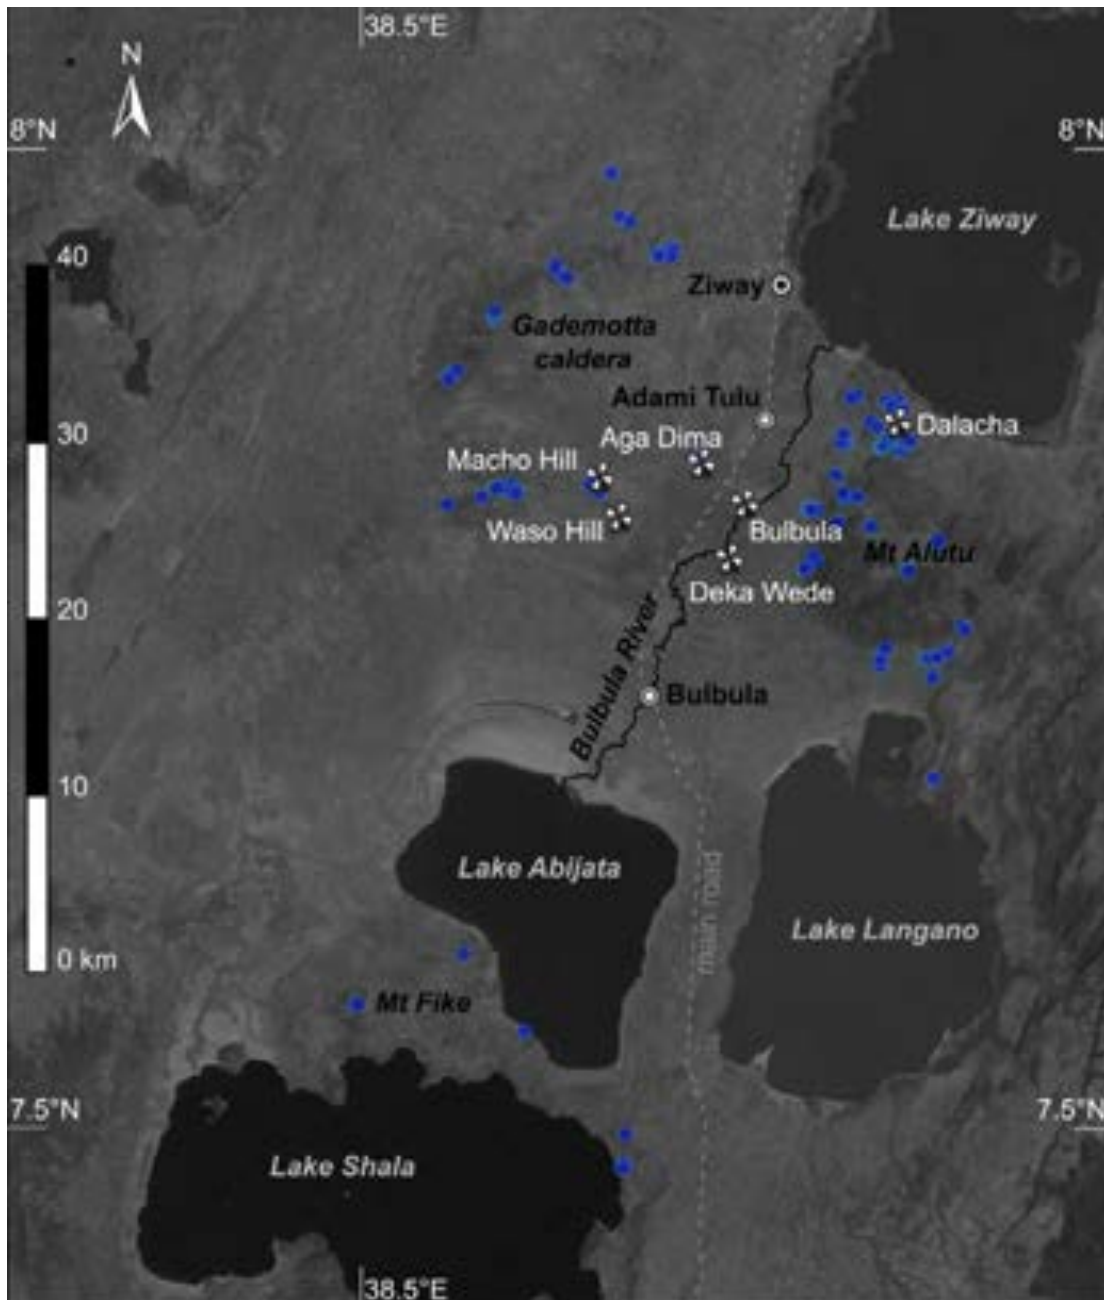 38.5°E
N
8°N
8°N
Lake Ziway
40
Ziway
Gademotta
caldera
Adami Tulu
30
Aga Dima
Dalacha
Macho Hill
Waso Hill
Bulbula
Mt Alutu
Deka Wede
20
Bulbula River
Bulbula
10
Lake Abijata
main road
Lake Langano
0 km
Mt Fike
7.5°N
7.5°N
Lake Shala
38.5°E